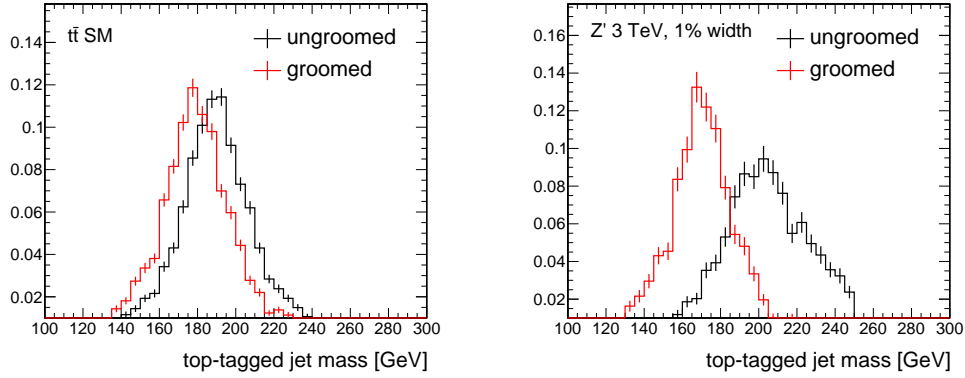 tt̄ SM
ungroomed
groomed
0.14
0.12
0.1
0.08
0.06
0.04
0.02
100 120 140 160 180 200 220 240 260 280 300
top-tagged jet mass [GeV]
Z' 3 TeV, 1% width
ungroomed
groomed
0.16
0.14
0.12
0.1
0.08
0.06
0.04
0.02
100 120 140 160 180 200 220 240 260 280 300
top-tagged jet mass [GeV]